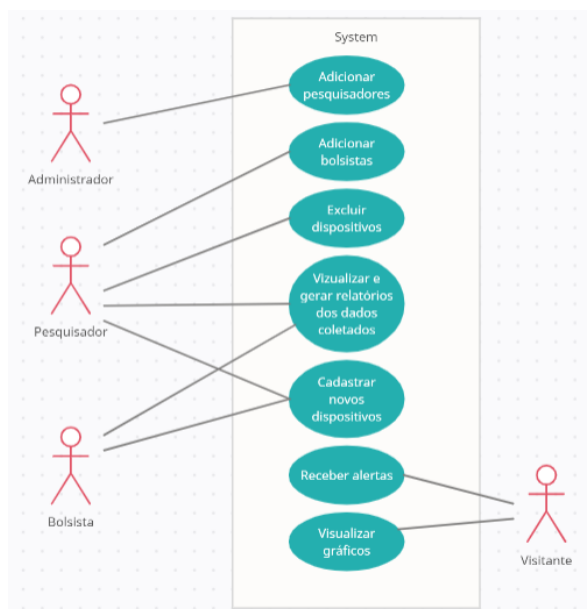 System
Adicionar
pesquisadores
Administrador
Adicionar
bolsistas
Excluir
dispositivos
Pesquisador
Vizualizar e
gerar relatórios
dos dados
coletados
Cadastrar
novos
dispositivos
Bolsista
Receber alertas
Visualizar
gráficos
Visitante